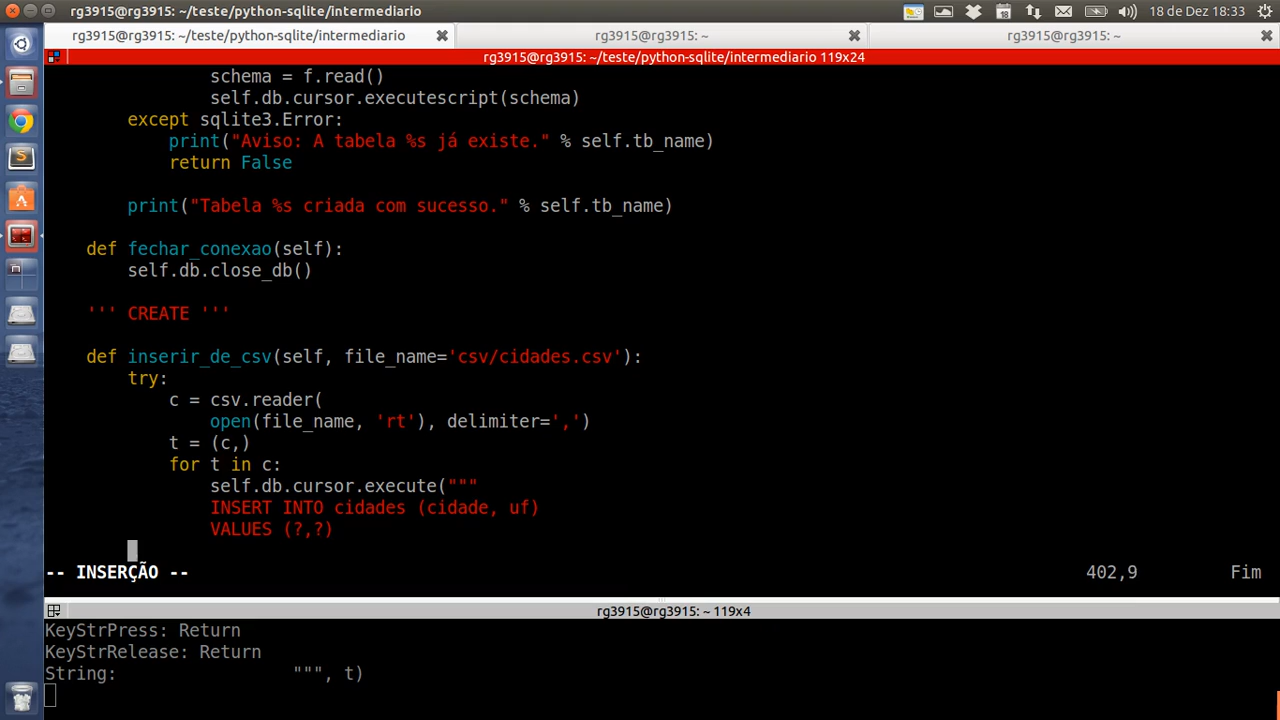 rg3915@rg3915: ~/teste/python-sqlite/intermediario
18
18 de Dez 18:33
rg3915@rg3915: ~/teste/python-sqlite/intermediario
rg3915@rg3915: ~
rg3915@rg3915: ~
rg3915@rg3915: ~/teste/python-sqlite/intermediario 119x24
schema = f.read()
self.db.cursor.executescript(schema)
except sqlite3.Error:
print("Aviso: A tabela %s já existe." % self.tb_name)
return False
print("Tabela %s criada com sucesso." % self.tb_name)
def fechar_conexao(self):
self.db.close_db()
''' CREATE '''
def inserir_de_csv(self, file_name='csv/cidades.csv'):
try:
c = csv.reader(
open(file_name, 'rt'), delimiter=',')
t = (c,)
for t in c:
self.db.cursor.execute("""
INSERT INTO cidades (cidade, uf)
VALUES (?,?)
-- INSERÇÃO --
402,9
Fim
rg3915@rg3915: ~ 119x4
KeyStrPress: Return
KeyStrRelease: Return
String: """, t)